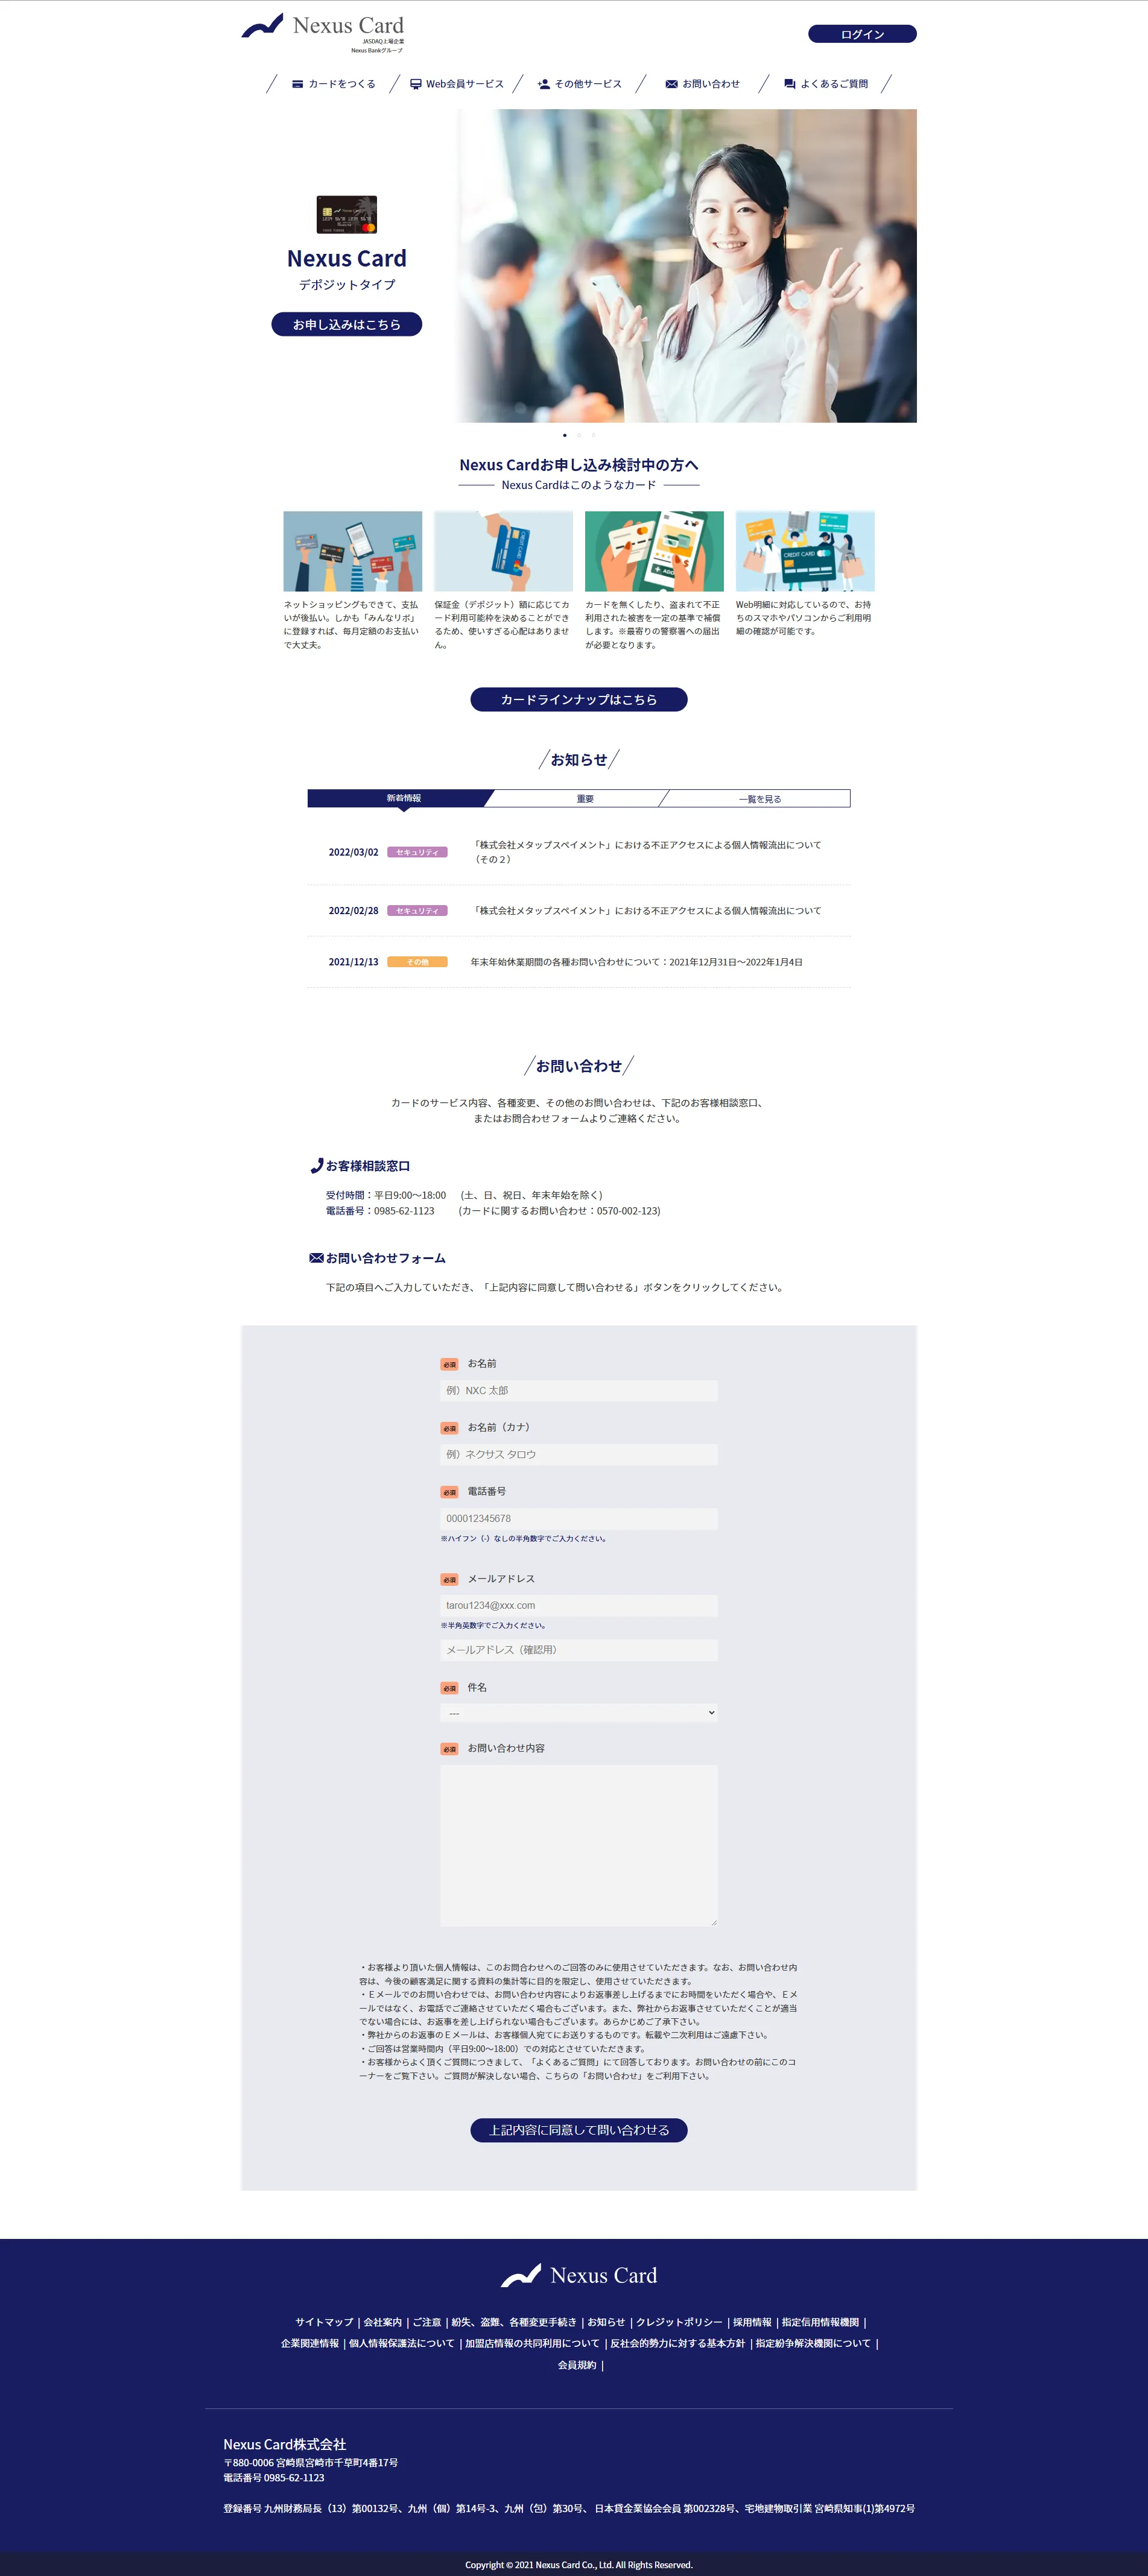 Nexus Card
JASDAQ上場企業
Nexus Bankグループ
ログイン
カードをつくる
Web会員サービス
その他サービス
お問い合わせ
よくあるご質問
Nexus Card
デポジットタイプ
お申し込みはこちら
Nexus Cardお申し込み検討中の方へ
Nexus Cardはこのようなカード
ネットショッピングもできて、支払
いが後払い。しかも「みんなリボ」
に登録すれば、毎月定額のお支払い
で大丈夫。
保証金（デポジット）額に応じてカ
ード利用可能枠を決めることができ
るため、使いすぎる心配はありませ
ん。
カードを無くしたり、盗まれて不正
利用された被害を一定の基準で補償
します。※最寄りの警察署への届出
が必要となります。
CREDIT CARD
Web明細に対応しているので、お持
ちのスマホやパソコンからご利用明
細の確認が可能です。
カードラインナップはこちら
お知らせ
新着情報
重要
一覧を見る
2022/03/02 セキュリティ 「株式会社メタップスペイメント」における不正アクセスによる個人情報流出について
（その２）
2022/02/28 セキュリティ 「株式会社メタップスペイメント」における不正アクセスによる個人情報流出について
2021/12/13 その他 年末年始休業期間の各種お問い合わせについて：2021年12月31日～2022年1月4日
お問い合わせ
カードのサービス内容、各種変更、その他のお問い合わせは、下記のお客様相談窓口、
またはお問合わせフォームよりご連絡ください。
お客様相談窓口
受付時間：平日9:00～18:00 (土、日、祝日、年末年始を除く)
電話番号：0985-62-1123 (カードに関するお問い合わせ：0570-002-123)
お問い合わせフォーム
下記の項目へご入力していただき、「上記内容に同意して問い合わせる」ボタンをクリックしてください。
必須 お名前
例）NXC 太郎
必須 お名前（カナ）
例）ネクサス タロウ
必須 電話番号
000012345678
※ハイフン（-）なしの半角数字でご入力ください。
必須 メールアドレス
tarou1234@xxx.com
※半角英数字でご入力ください。
メールアドレス（確認用）
必須 件名
---
必須 お問い合わせ内容
・お客様より頂いた個人情報は、このお問合わせへのご回答のみに使用させていただきます。なお、お問い合わせ内
容は、今後の顧客満足に関する資料の集計等に目的を限定し、使用させていただきます。
・Ｅメールでのお問い合わせでは、お問い合わせ内容によりお返事差し上げるまでにお時間をいただく場合や、Ｅメ
ールではなく、お電話でご連絡させていただく場合もございます。また、弊社からお返事させていただくことが適当
でない場合には、お返事を差し上げられない場合もございます。あらかじめご了承下さい。
・弊社からのお返事のＥメールは、お客様個人宛てにお送りするものです。転載や二次利用はご遠慮下さい。
・ご回答は営業時間内（平日9:00～18:00）での対応とさせていただきます。
・お客様からよく頂くご質問につきまして、「よくあるご質問」にて回答しております。お問い合わせの前にこのコ
ーナーをご覧下さい。ご質問が解決しない場合、こちらの「お問い合わせ」をご利用下さい。
上記内容に同意して問い合わせる
Nexus Card
サイトマップ | 会社案内 | ご注意 | 紛失、盗難、各種変更手続き | お知らせ | クレジットポリシー | 採用情報 | 指定信用情報機関 |
企業関連情報 | 個人情報保護法について | 加盟店情報の共同利用について | 反社会的勢力に対する基本方針 | 指定紛争解決機関について |
会員規約 |
Nexus Card株式会社
〒880-0006 宮崎県宮崎市千草町4番17号
電話番号 0985-62-1123
登録番号 九州財務局長（13）第00132号、九州（個）第14号-3、九州（包）第30号、 日本貸金業協会会員 第002328号、宅地建物取引業 宮崎県知事(1)第4972号
Copyright © 2021 Nexus Card Co., Ltd. All Rights Reserved.